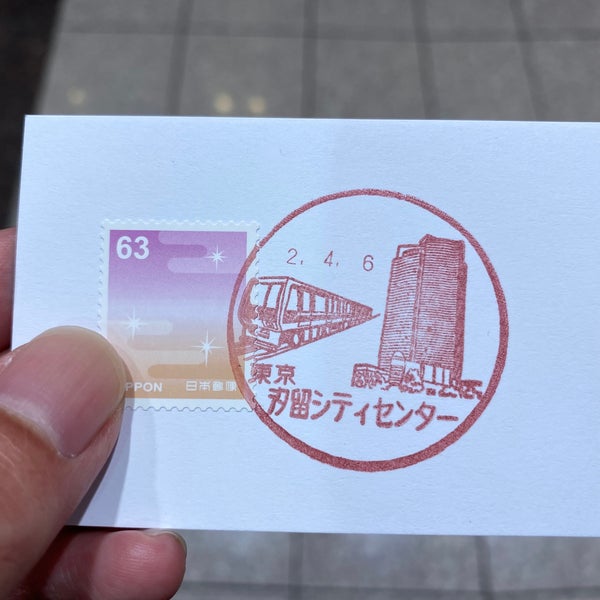 63
NIPPON 日本郵便
2. 4. 6
東京
汐留シティセンター